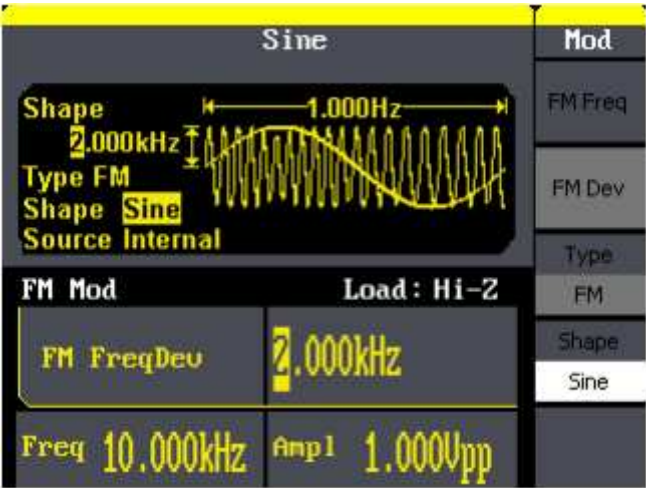 Sine
Mod
Shape
1.000Hz
2.000kHz
Type FM
Shape Sine
Source Internal
FM Mod Load: Hi-Z
FM FreqDev 2.000kHz
Freq 10.000kHz Ampl 1.000Vpp
FM Freq
FM Dev
Type
FM
Shape
Sine